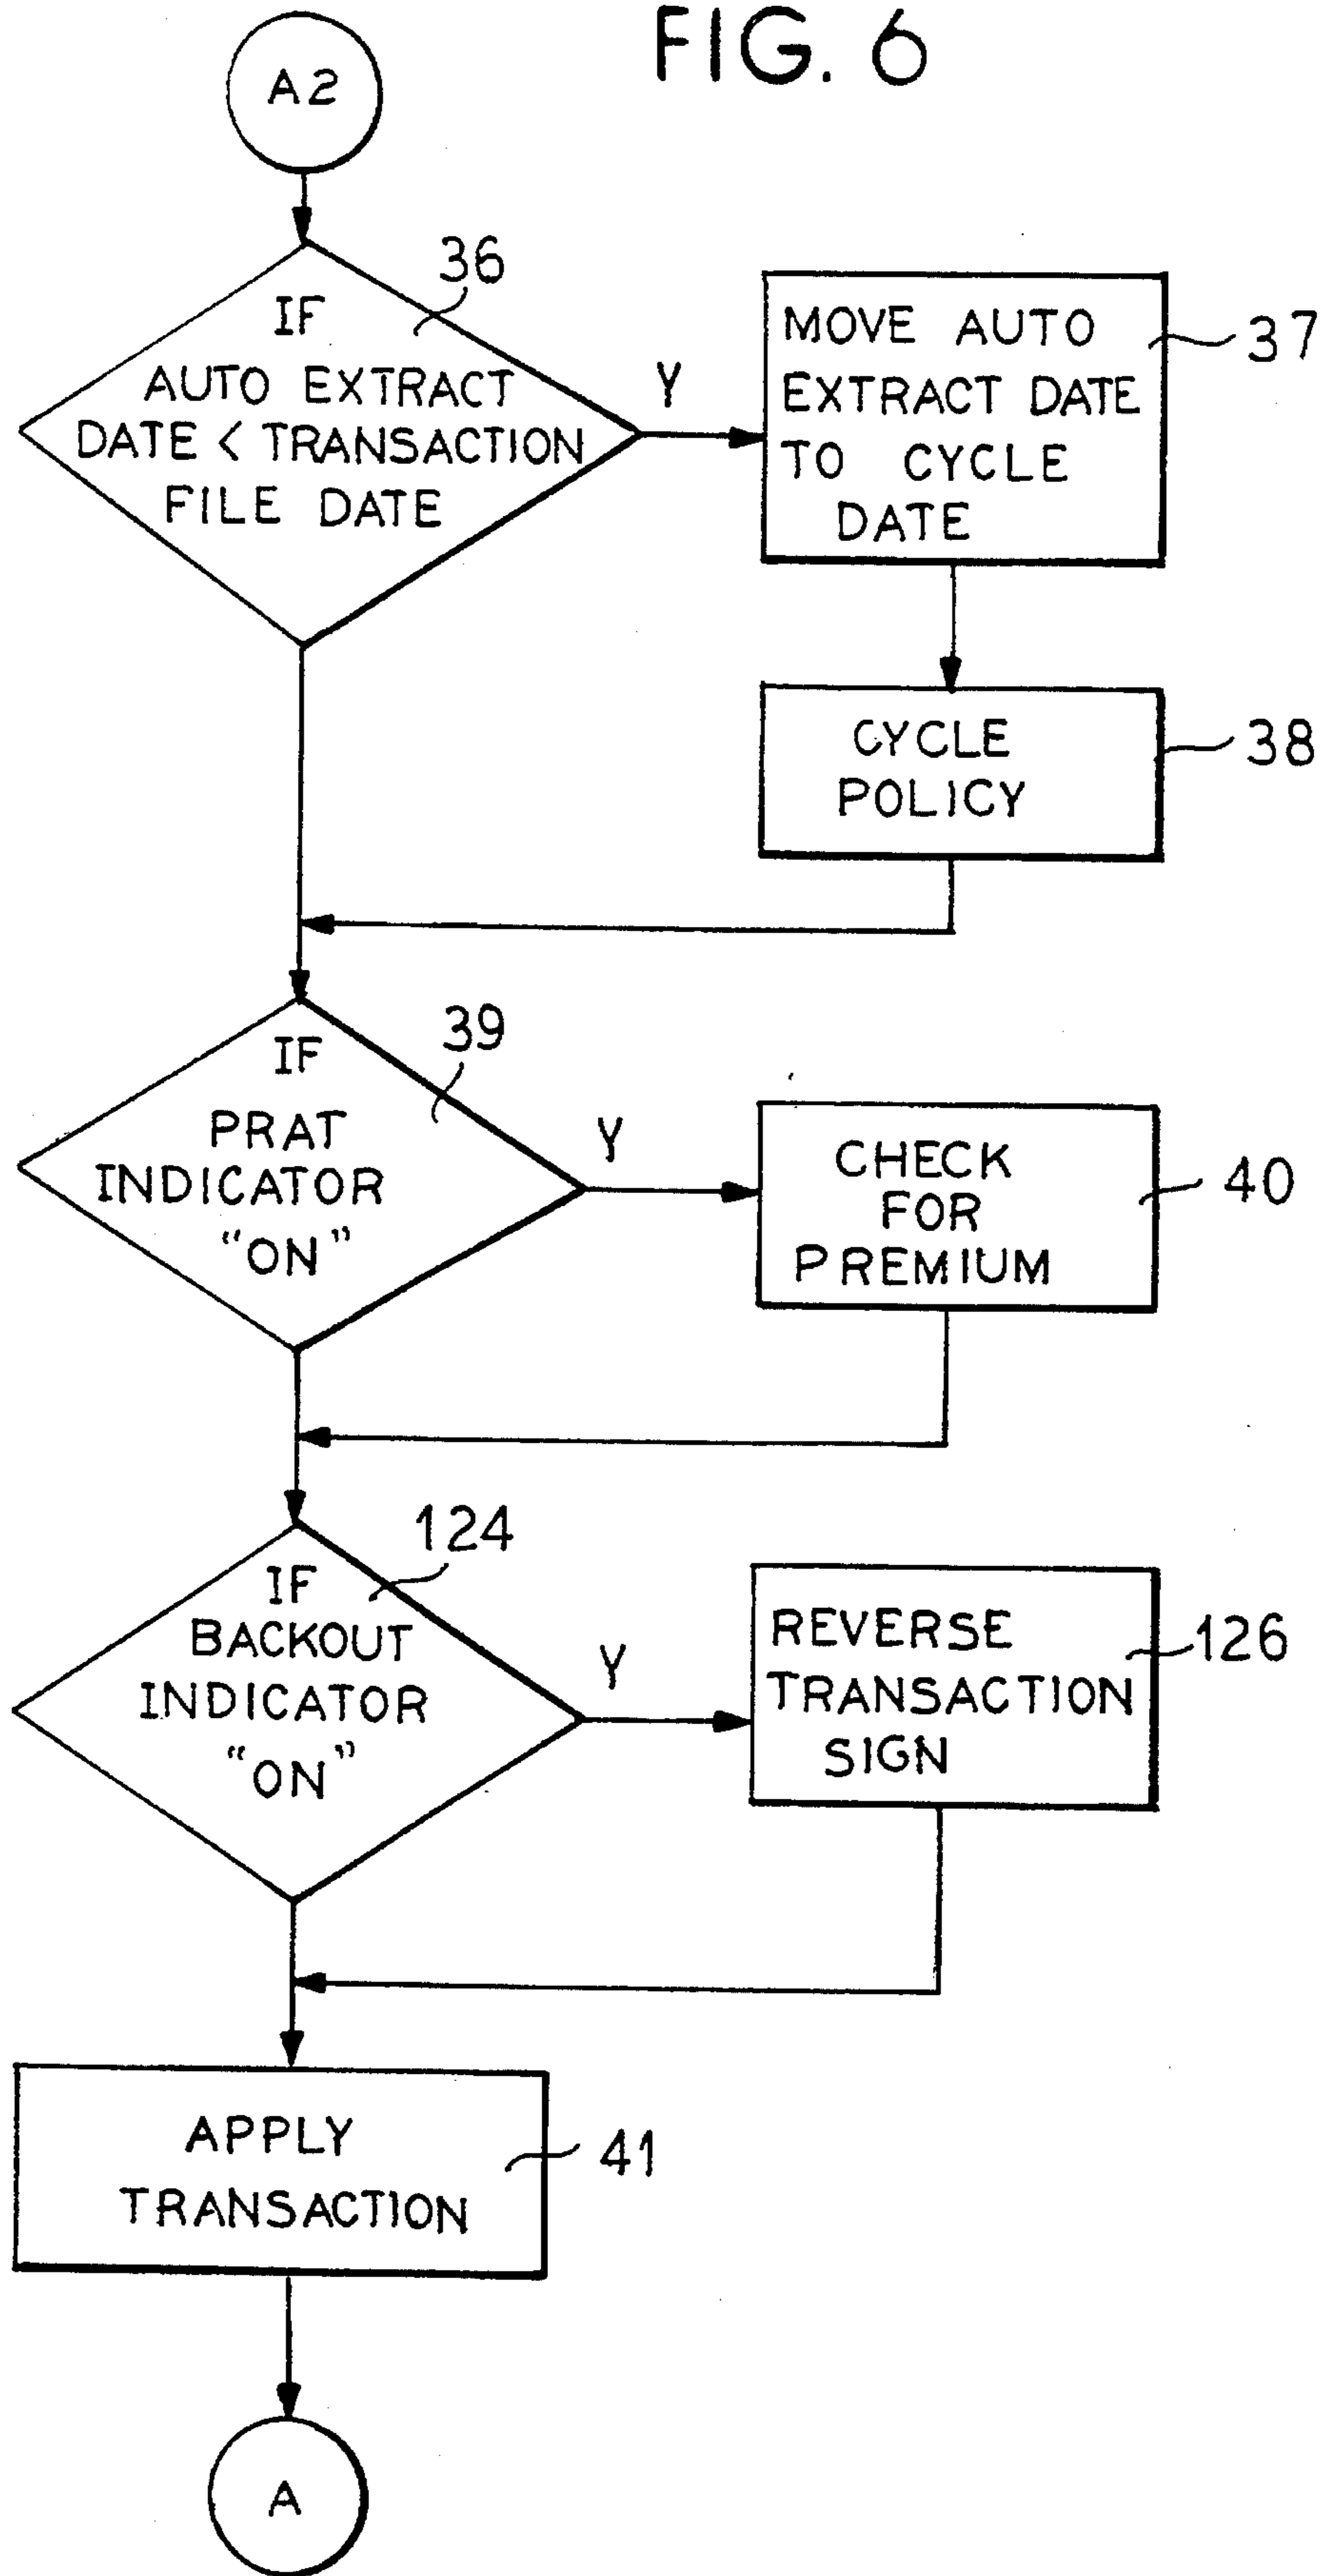 FIG. 6
A2
36
IF
AUTO EXTRACT
DATE < TRANSACTION
FILE DATE
Y
MOVE AUTO
EXTRACT DATE
TO CYCLE
DATE
37
CYCLE
POLICY
38
39
IF
PRAT
INDICATOR
“ON”
Y
CHECK
FOR
PREMIUM
40
124
IF
BACKOUT
INDICATOR
“ON”
Y
REVERSE
TRANSACTION
SIGN
126
APPLY
TRANSACTION
41
A